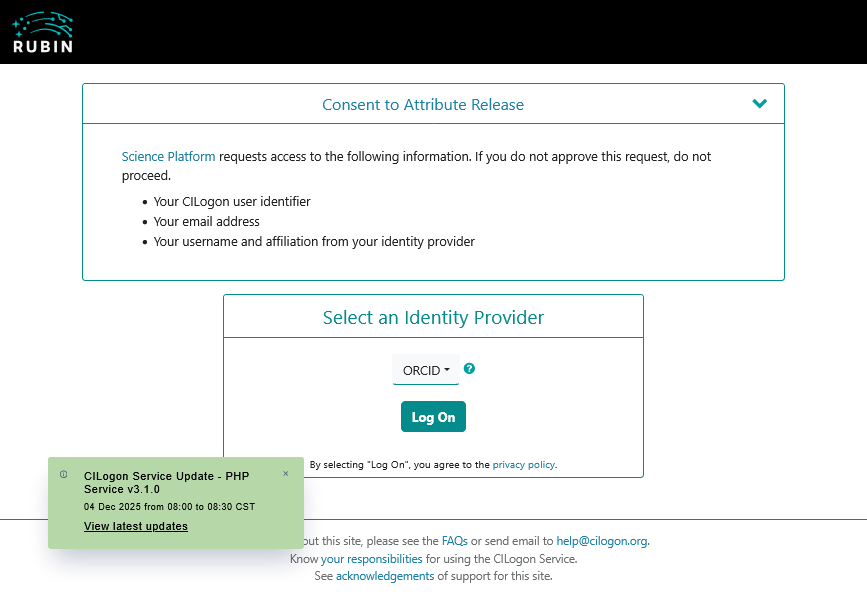 RUBIN
Consent to Attribute Release
Science Platform requests access to the following information. If you do not approve this request, do not
proceed.
• Your CILogon user identifier
• Your email address
• Your username and affiliation from your identity provider
Select an Identity Provider
ORCID
Log On
By selecting "Log On", you agree to the privacy policy.
CILogon Service Update - PHP
Service v3.1.0
04 Dec 2025 from 08:00 to 08:30 CST
View latest updates
this site, please see the FAQs or send email to help@cilogon.org.
Know your responsibilities for using the CILogon Service.
See acknowledgements of support for this site.